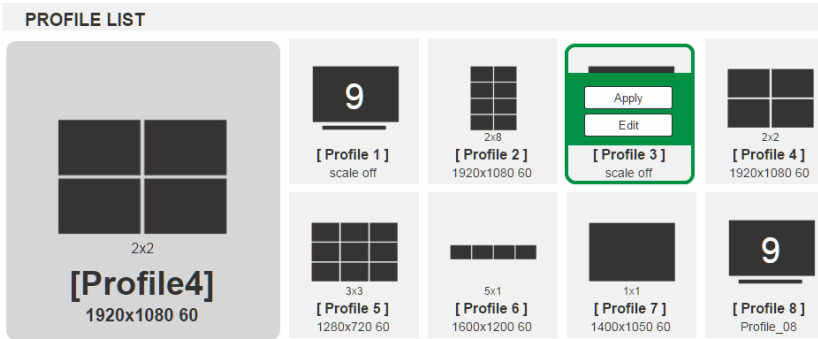 PROFILE LIST
2x2
[Profile4]
1920x1080 60
9
[ Profile 1 ]
scale off
2x8
[ Profile 2 ]
1920x1080 60
Apply
Edit
[ Profile 3 ]
scale off
2x2
[ Profile 4 ]
1920x1080 60
3x3
[ Profile 5 ]
1280x720 60
5x1
[ Profile 6 ]
1600x1200 60
1x1
[ Profile 7 ]
1400x1050 60
9
[ Profile 8 ]
Profile_08